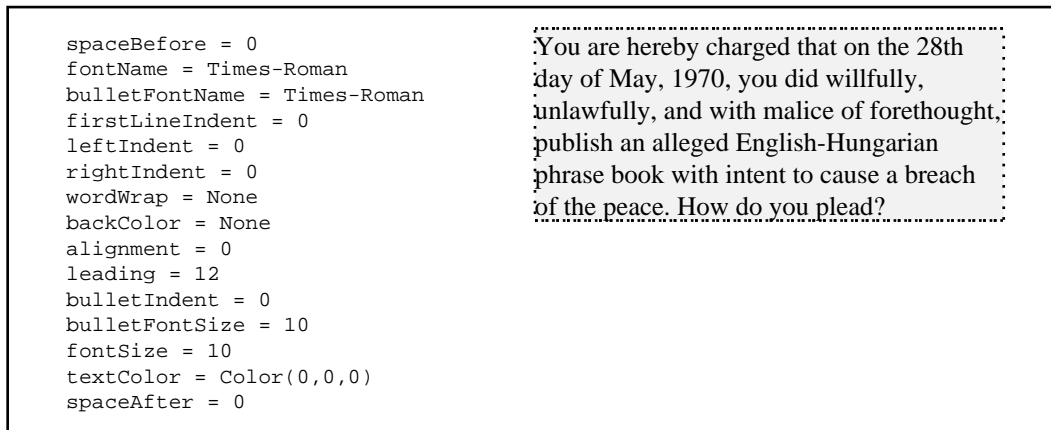 spaceBefore = 0
fontName = Times-Roman
bulletFontName = Times-Roman
firstLineIndent = 0
leftIndent = 0
rightIndent = 0
wordWrap = None
backColor = None
alignment = 0
leading = 12
bulletIndent = 0
bulletFontSize = 10
fontSize = 10
textColor = Color(0,0,0)
spaceAfter = 0
You are hereby charged that on the 28th
day of May, 1970, you did willfully,
unlawfully, and with malice of forethought,
publish an alleged English-Hungarian
phrase book with intent to cause a breach
of the peace. How do you plead?